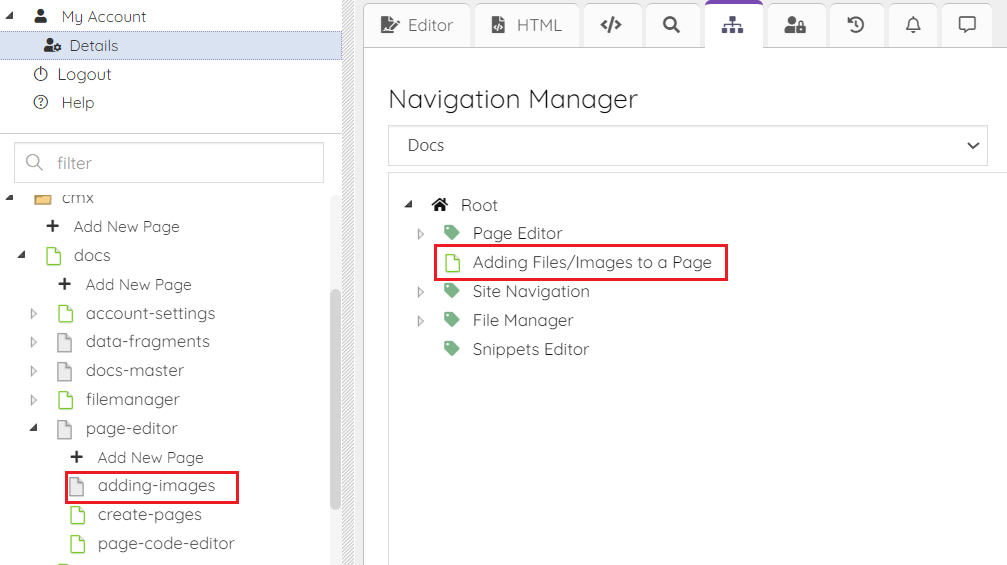 My Account
Details
Logout
Help
filter
cmx
Add New Page
docs
Add New Page
account-settings
data-fragments
docs-master
filemanager
page-editor
Add New Page
adding-images
create-pages
page-code-editor
Editor
HTML
Navigation Manager
Docs
Root
Page Editor
Adding Files/Images to a Page
Site Navigation
File Manager
Snippets Editor